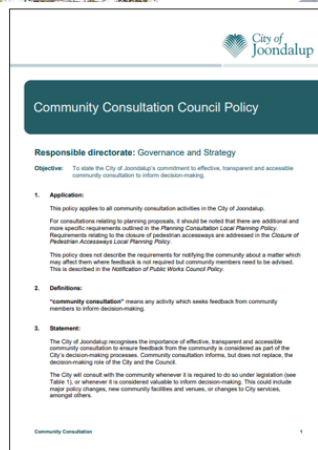 City of
Joondalup
Community Consultation Council Policy
Responsible directorate: Governance and Strategy
Objective: To state the City of Joondalup's commitment to effective, transparent and accessible
community consultation to inform decision-making.
1. Application:
This policy applies to all community consultation activities in the City of Joondalup.
For consultations relating to planning proposals, it should be noted that there are additional and
more specific requirements outlined in the Planning Consultation Local Planning Policy.
Requirements relating to the closure of pedestrian accessways are addressed in the Closure of
Pedestrian Accessways Local Planning Policy.
This policy does not describe the requirements for notifying the community about a matter which
may affect them where feedback is not required but community members need to be advised.
This is described in the Notification of Public Works Council Policy.
2. Definitions:
"community consultation" means any activity which seeks feedback from community
members to inform decision-making.
3. Statement:
The City of Joondalup recognises the importance of effective, transparent and accessible
community consultation to ensure feedback from the community is considered as part of the
City's decision-making processes. Community consultation informs, but does not replace, the
decision-making role of the City and the Council.
The City will consult with the community whenever it is required to do so under legislation (see
Table 1), or whenever it is considered valuable to inform decision-making. This could include
major policy changes, new community facilities and venues, or changes to City services,
amongst others.
Community Consultation 1